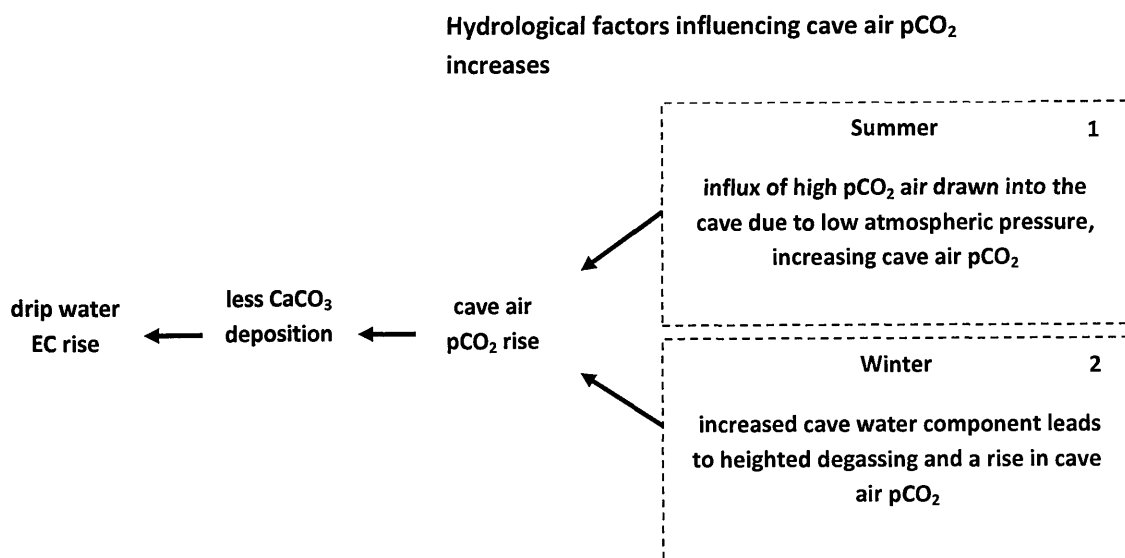 Hydrological factors influencing cave air pCO₂
increases
Summer 1
influx of high pCO₂ air drawn into the
cave due to low atmospheric pressure,
increasing cave air pCO₂
drip water
EC rise
less CaCO₃
deposition
cave air
pCO₂ rise
Winter 2
increased cave water component leads
to heighted degassing and a rise in cave
air pCO₂